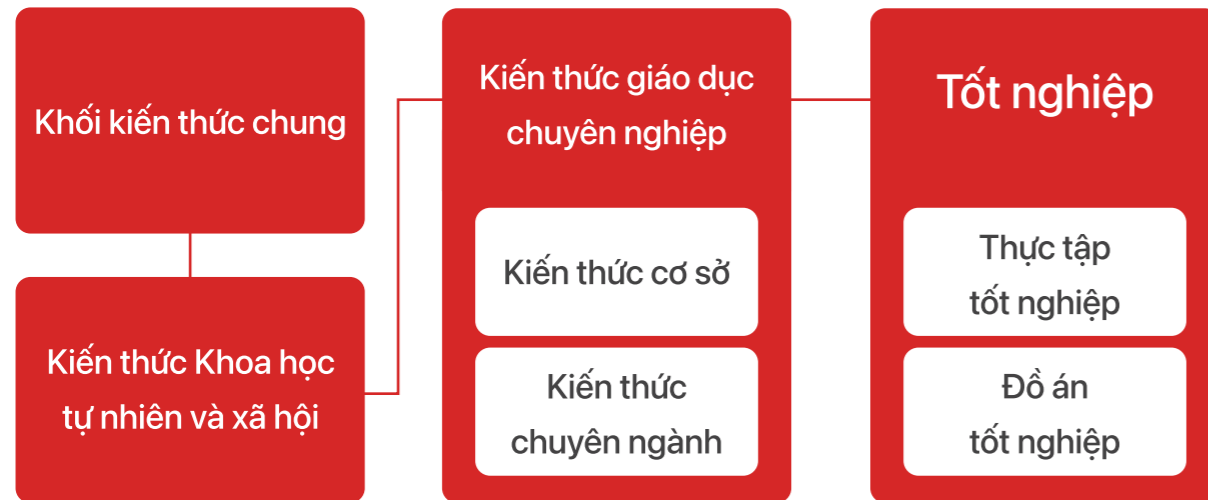 Khối kiến thức chung
Kiến thức Khoa học
tự nhiên và xã hội
Kiến thức giáo dục
chuyên nghiệp
Kiến thức cơ sở
Kiến thức
chuyên ngành
Tốt nghiệp
Thực tập
tốt nghiệp
Đồ án
tốt nghiệp